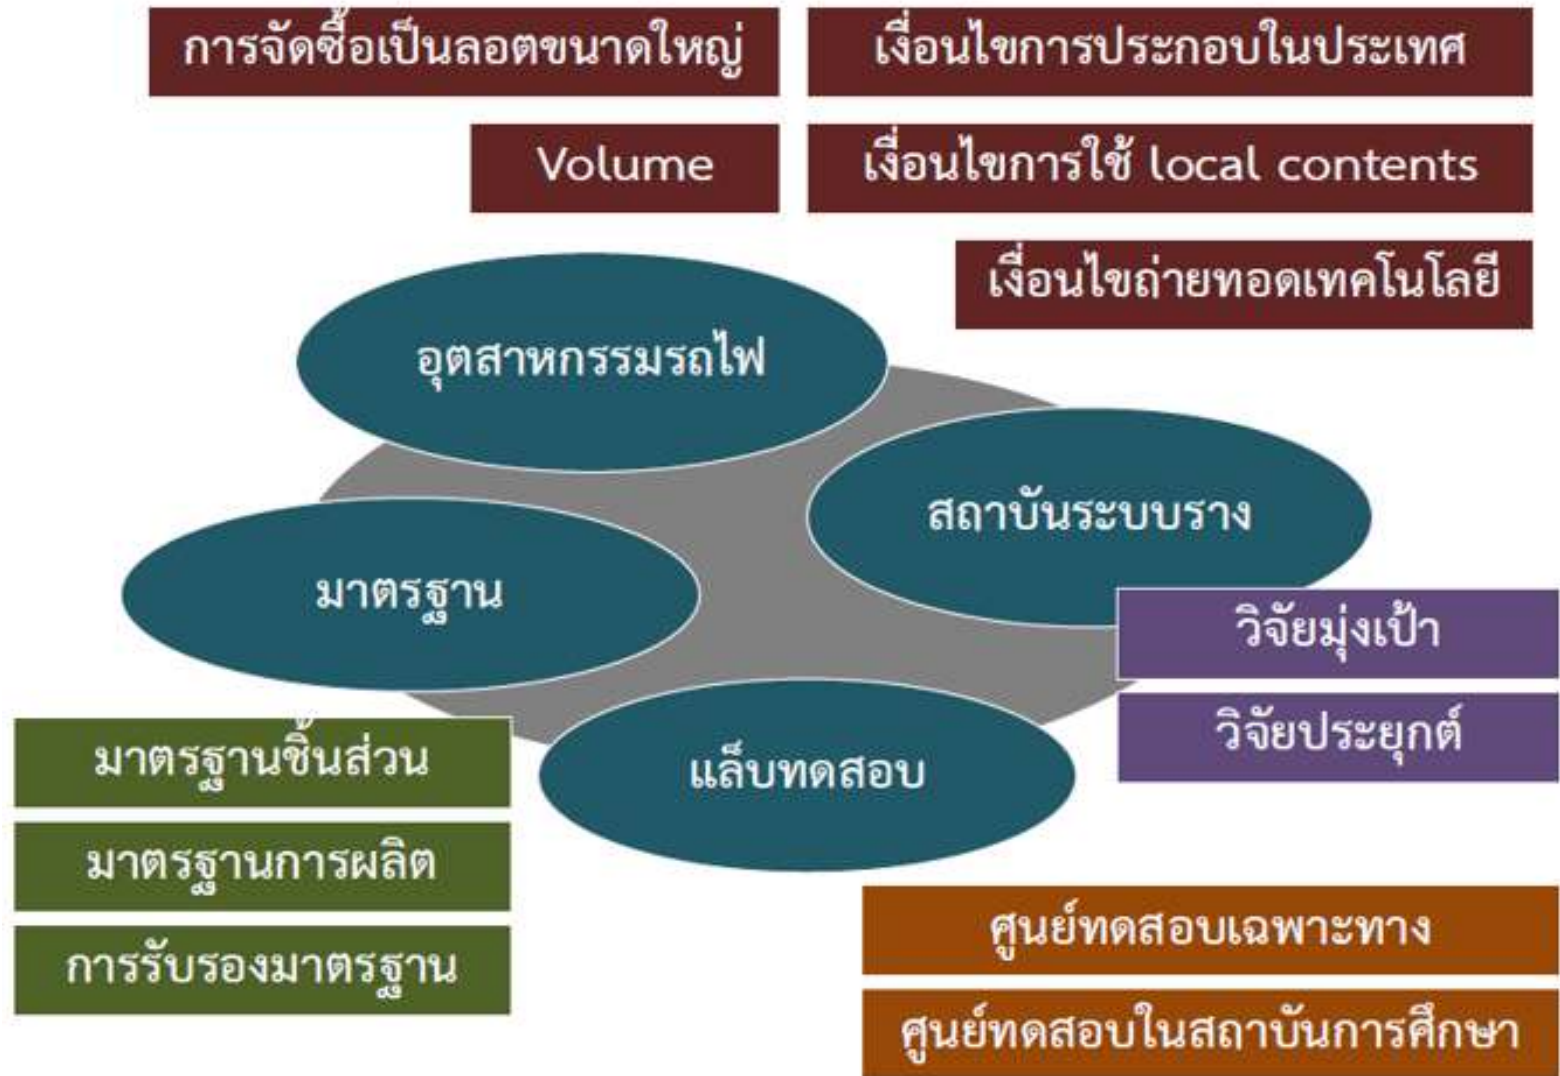 การจัดซื้อเป็นลอตขนาดใหญ่
เงื่อนไขการประกอบในประเทศ
Volume
เงื่อนไขการใช้ local contents
เงื่อนไขถ่ายทอดเทคโนโลยี
อุตสาหกรรมรถไฟ
สถาบันระบบราง
มาตรฐาน
วิจัยมุ่งเป้า
วิจัยประยุกต์
มาตรฐานชิ้นส่วน
แล็บทดสอบ
มาตรฐานการผลิต
การรับรองมาตรฐาน
ศูนย์ทดสอบเฉพาะทาง
ศูนย์ทดสอบในสถาบันการศึกษา